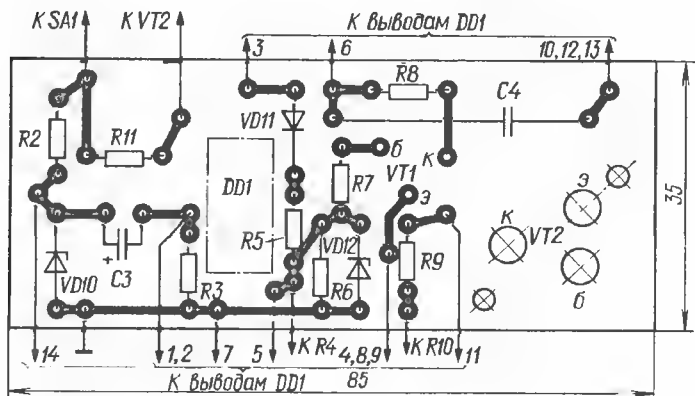 К SA1
К VT2
К выводам DD1
3
6
10,12,13
R2
R11
VD11
R8
C4
DD1
R7
б
к
VT1
э
R5
VD12
R9
К
э
VT2
б
35
VD10
+
C3
R3
R6
14
1,2
7
5
К R4
4,8,9
К R10
11
К выводам DD1
85